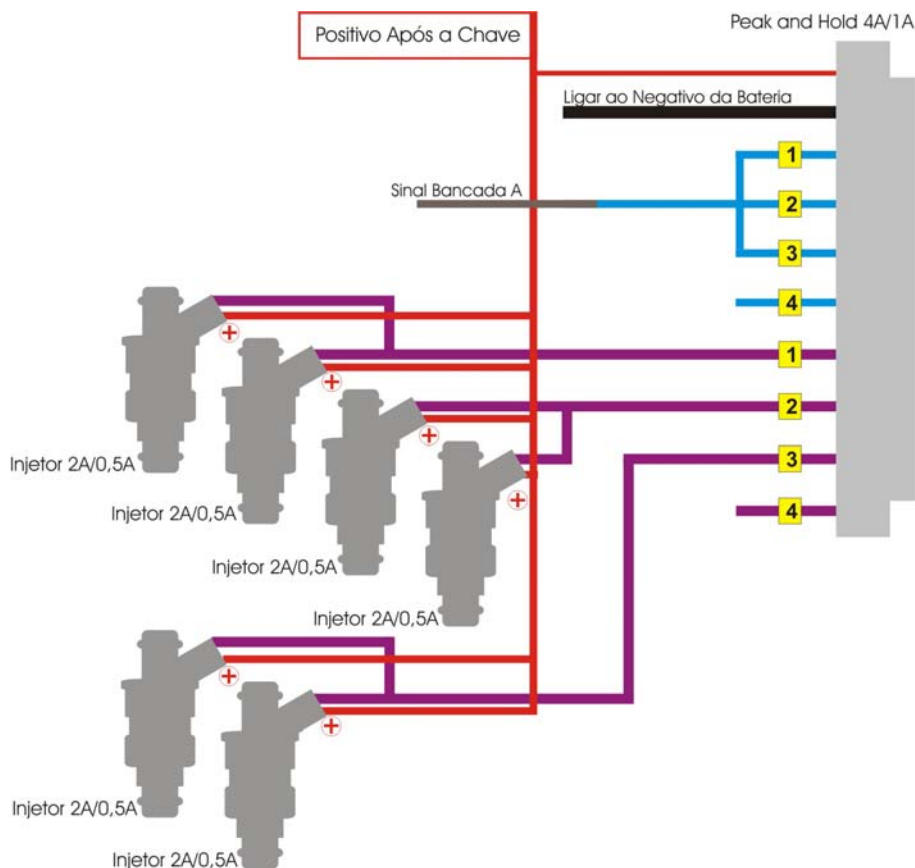 Positivo Após a Chave
Peak and Hold 4A/1A
Ligar ao Negativo da Bateria
1
Sinal Bancada A
2
3
4
1
2
3
4
Injetor 2A/0,5A
Injetor 2A/0,5A
Injetor 2A/0,5A
Injetor 2A/0,5A
Injetor 2A/0,5A
Injetor 2A/0,5A